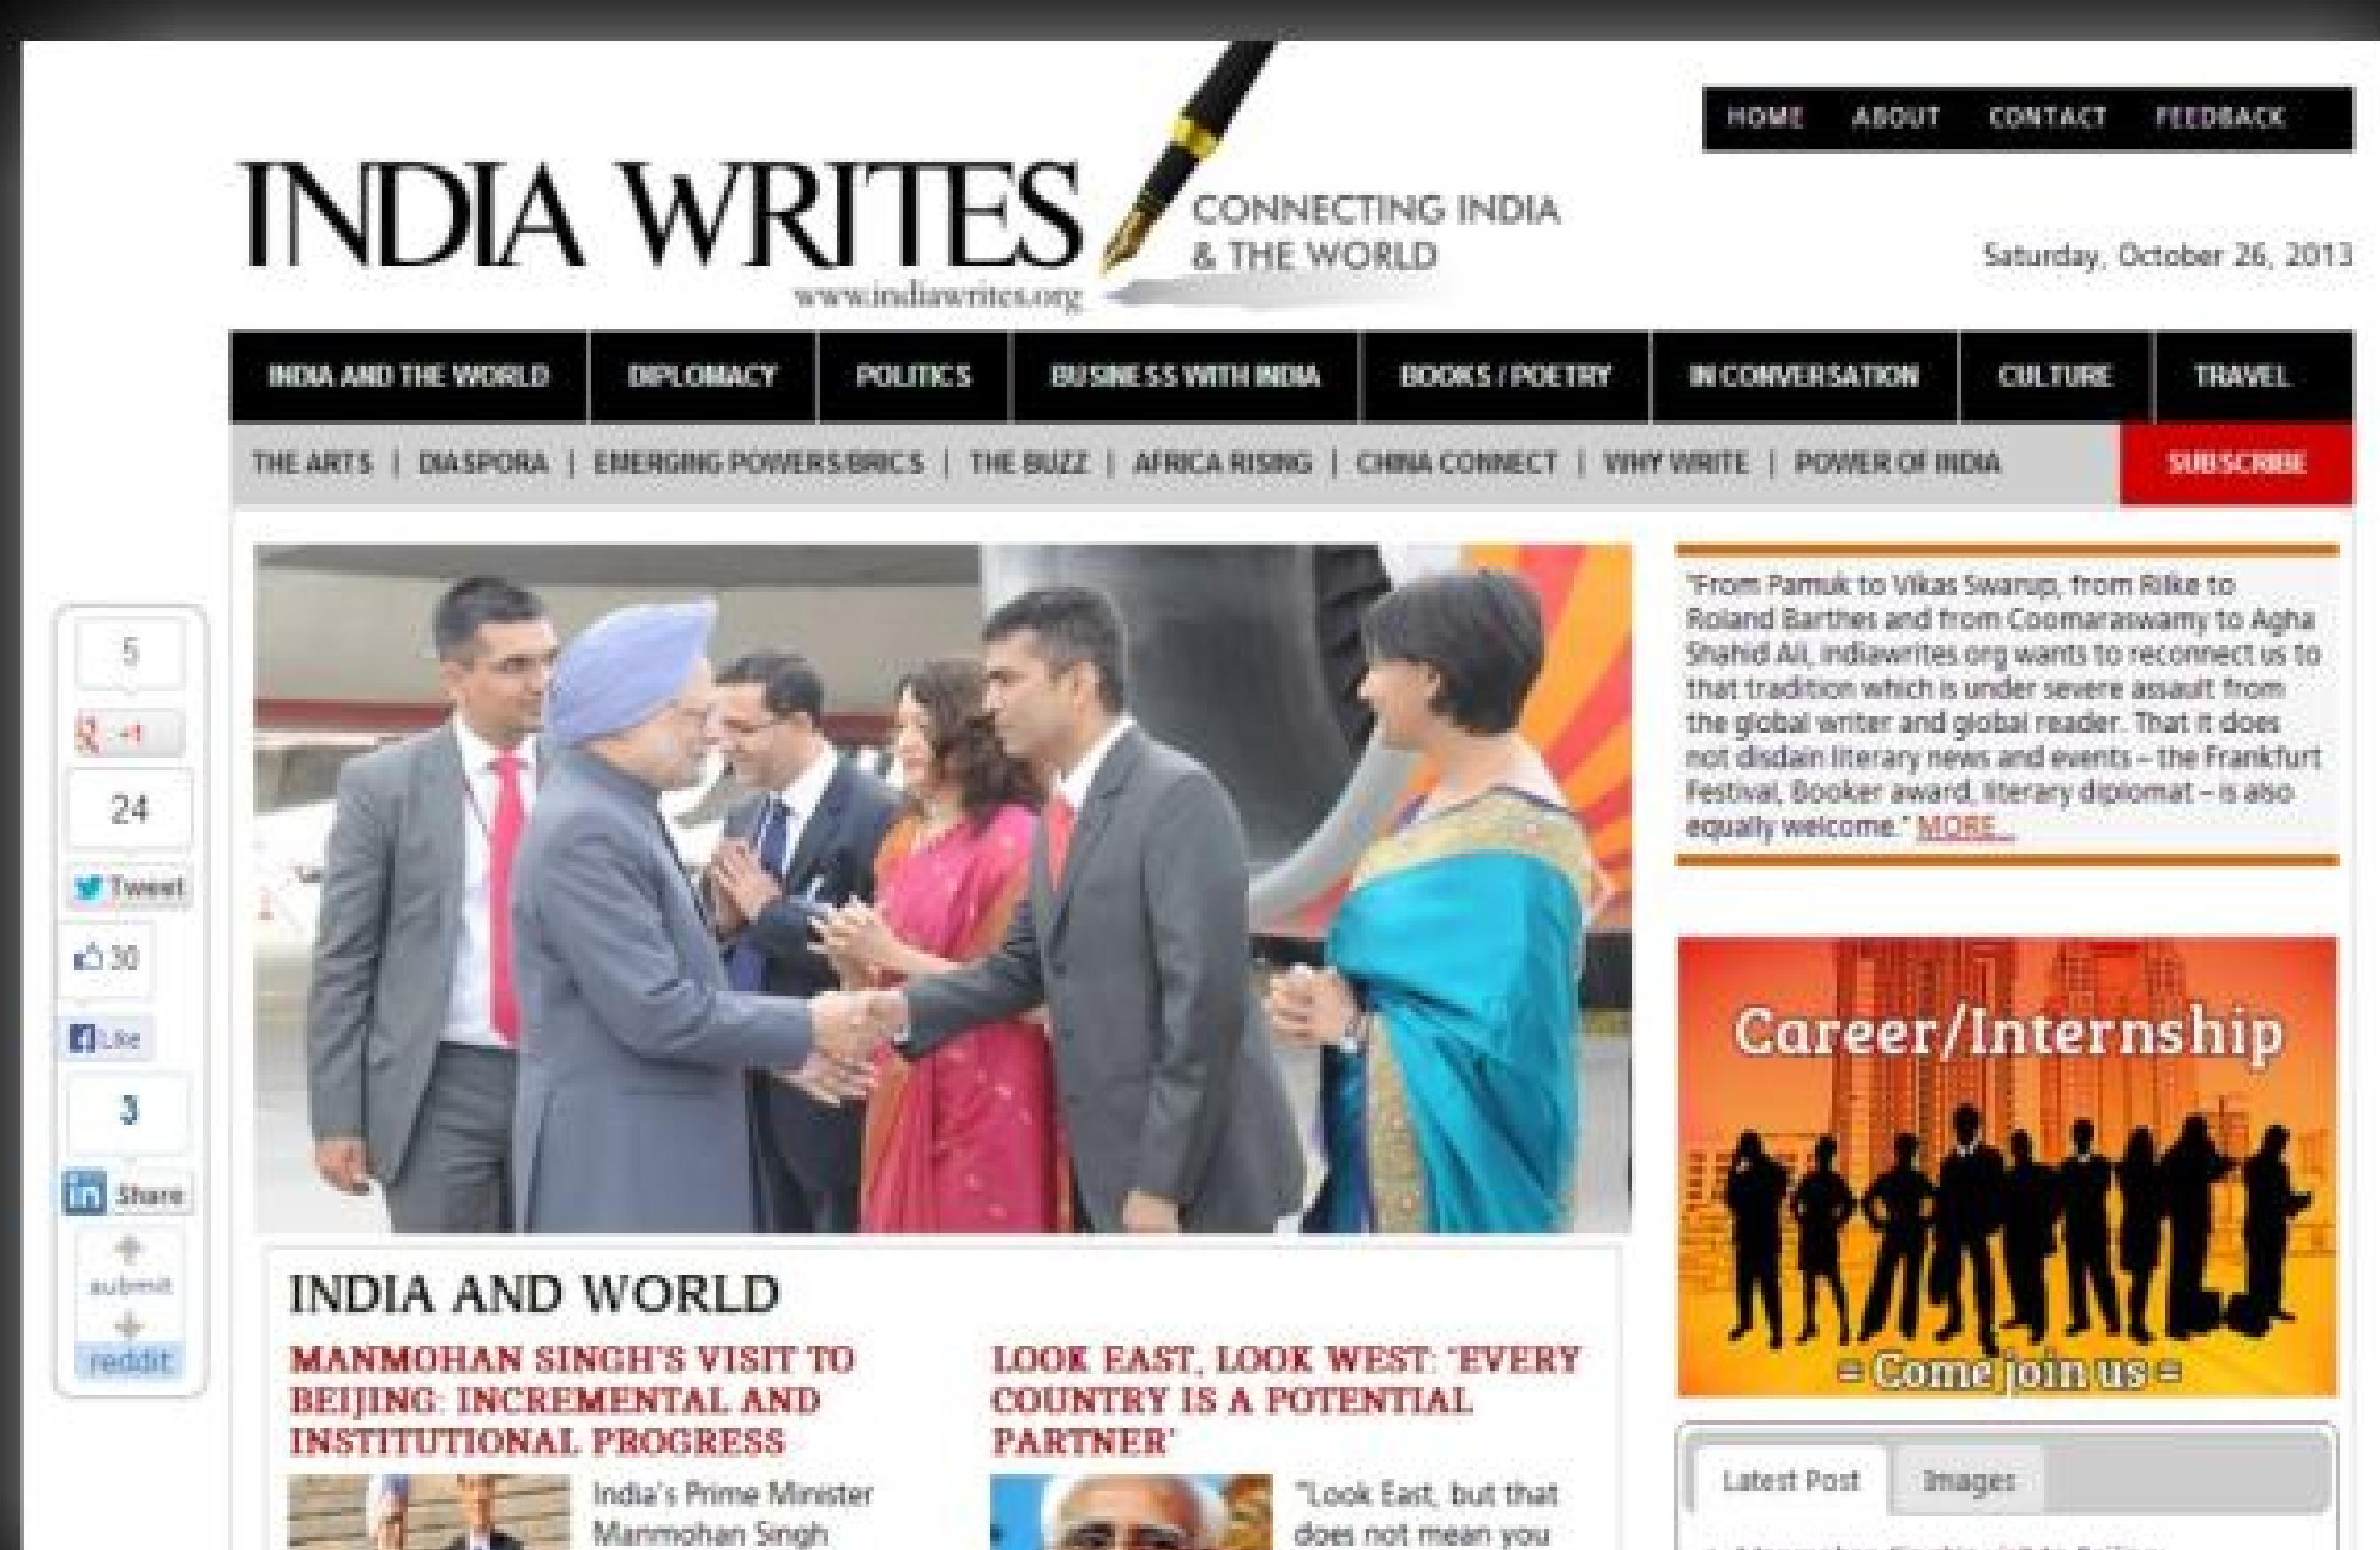 HOME ABOUT CONTACT FEEDBACK
INDIA WRITES
CONNECTING INDIA
& THE WORLD
www.indiawrites.org
Saturday, October 26, 2013
INDIA AND THE WORLD DIPLOMACY POLITICS BUSINESS WITH INDIA BOOKS / POETRY IN CONVERSATION CULTURE TRAVEL
THE ARTS | DIASPORA | EMERGING POWERS/BRICS | THE BUZZ | AFRICA RISING | CHINA CONNECT | WHY WRITE | POWER OF INDIA SUBSCRIBE
5
+1
24
Tweet
30
Like
3
Share
submit
reddit
"From Pamuk to Vikas Swarup, from Rilke to
Roland Barthes and from Coomaraswamy to Agha
Shahid Ali, indiawrites.org wants to reconnect us to
that tradition which is under severe assault from
the global writer and global reader. That it does
not disdain literary news and events – the Frankfurt
Festival, Booker award, literary diplomat – is also
equally welcome." MORE...
Career/Internship
= Come join us =
INDIA AND WORLD
MANMOHAN SINGH'S VISIT TO
BEIJING: INCREMENTAL AND
INSTITUTIONAL PROGRESS
India's Prime Minister
Manmohan Singh
LOOK EAST, LOOK WEST: 'EVERY
COUNTRY IS A POTENTIAL
PARTNER'
"Look East, but that
does not mean you
Latest Post Images